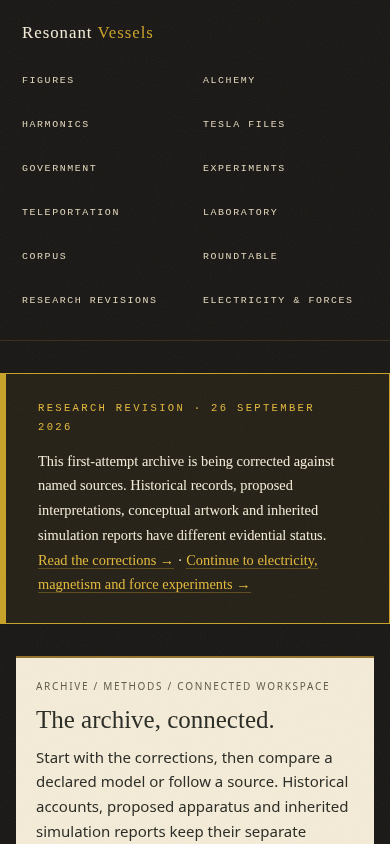 Resonant Vessels
FIGURES
ALCHEMY
HARMONICS
TESLA FILES
GOVERNMENT
EXPERIMENTS
TELEPORTATION
LABORATORY
CORPUS
ROUNDTABLE
RESEARCH REVISIONS
ELECTRICITY & FORCES
RESEARCH REVISION · 26 SEPTEMBER
2026
This first-attempt archive is being corrected against
named sources. Historical records, proposed
interpretations, conceptual artwork and inherited
simulation reports have different evidential status.
Read the corrections → · Continue to electricity,
magnetism and force experiments →
ARCHIVE / METHODS / CONNECTED WORKSPACE
The archive, connected.
Start with the corrections, then compare a
declared model or follow a source. Historical
accounts, proposed apparatus and inherited
simulation reports keep their separate